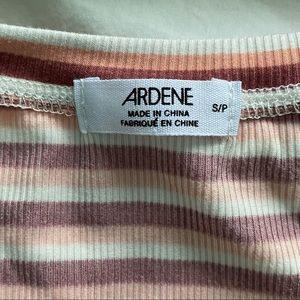 ARDENE
MADE IN CHINA
FABRIQUÉ EN CHINE
S/P